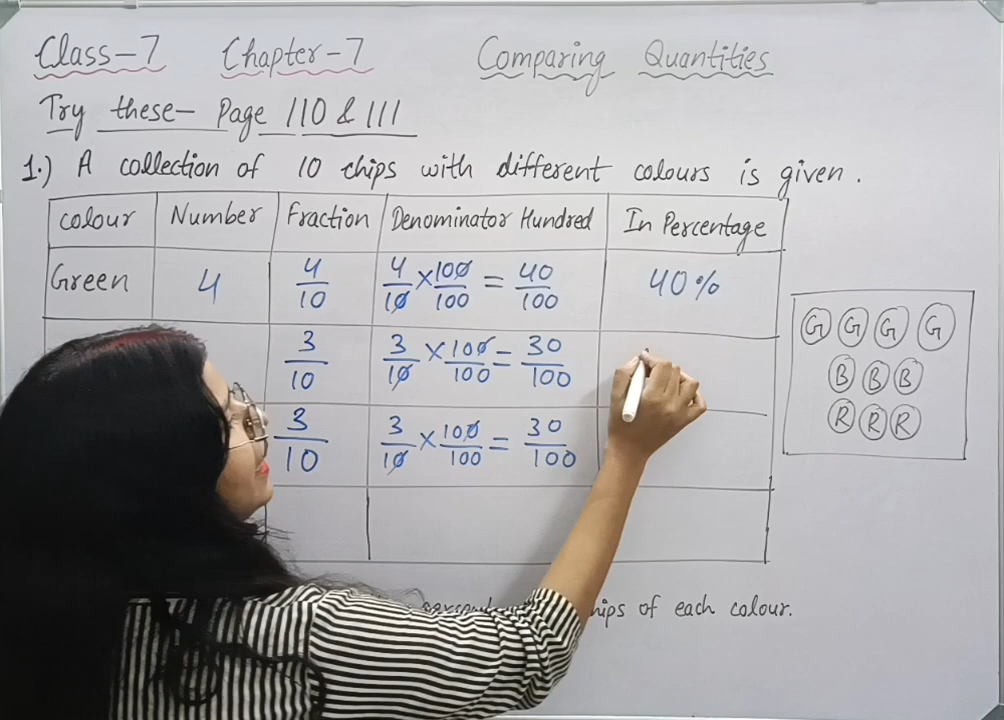 Class-7 Chapter-7 Comparing Quantities
Try these- Page 110 & 111
1.) A collection of 10 chips with different colours is given.
colour Number Fraction Denominator Hundred In Percentage
Green 4 4/10 4/10 × 100/100 = 40/100 40%
3/10 3/10 × 100/100 = 30/100
3/10 3/10 × 100/100 = 30/100
G G G G
B B B
R R R
of each colour.